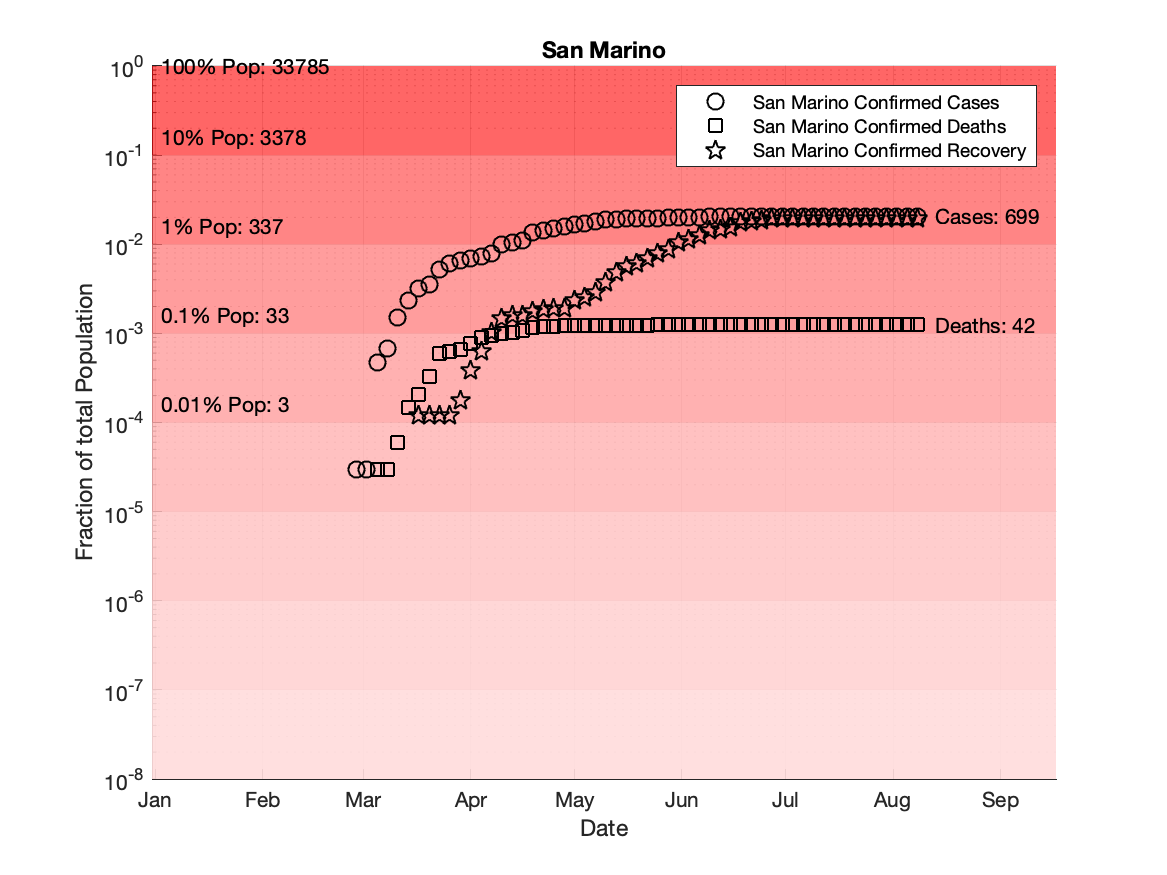 San Marino
10^0
100% Pop: 33785
San Marino Confirmed Cases
San Marino Confirmed Deaths
San Marino Confirmed Recovery
10% Pop: 3378
10^-1
1% Pop: 337
Cases: 699
10^-2
0.1% Pop: 33
Deaths: 42
10^-3
0.01% Pop: 3
10^-4
10^-5
10^-6
10^-7
10^-8
Fraction of total Population
Jan Feb Mar Apr May Jun Jul Aug Sep
Date